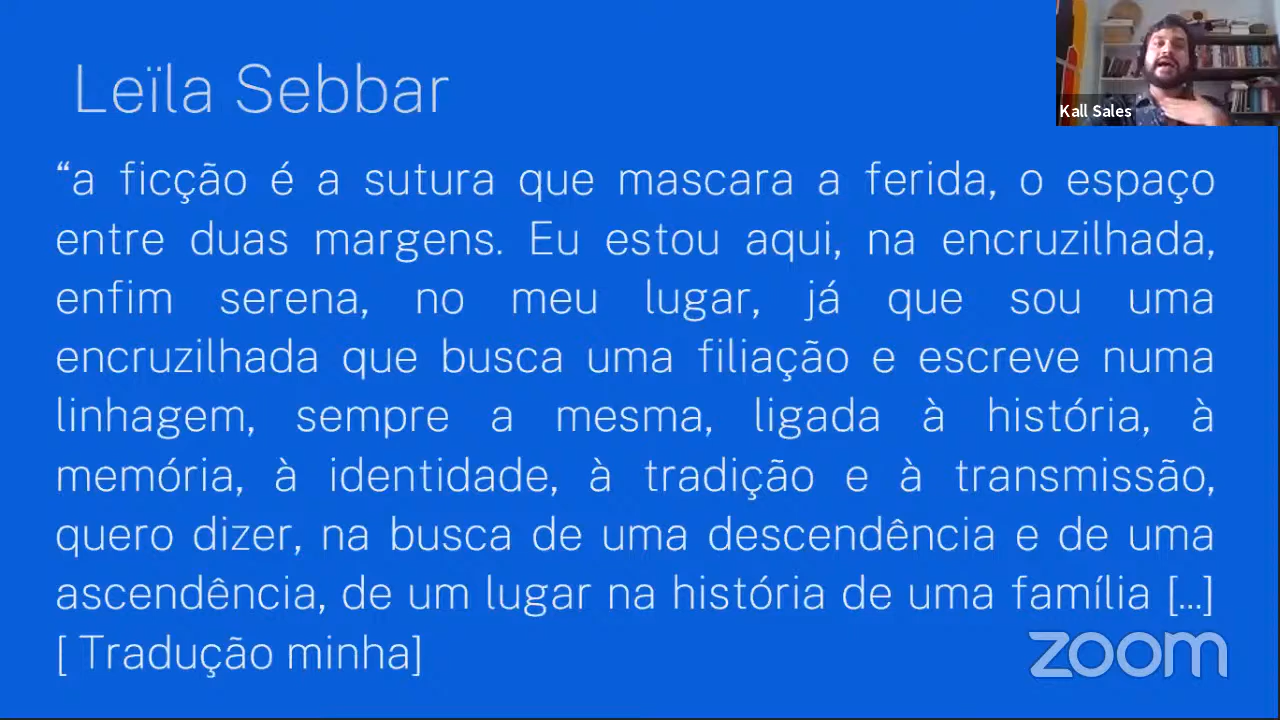 Leïla Sebbar
Kall Sales
“a ficção é a sutura que mascara a ferida, o espaço
entre duas margens. Eu estou aqui, na encruzilhada,
enfim serena, no meu lugar, já que sou uma
encruzilhada que busca uma filiação e escreve numa
linhagem, sempre a mesma, ligada à história, à
memória, à identidade, à tradição e à transmissão,
quero dizer, na busca de uma descendência e de uma
ascendência, de um lugar na história de uma família [...]
[ Tradução minha]
zoom